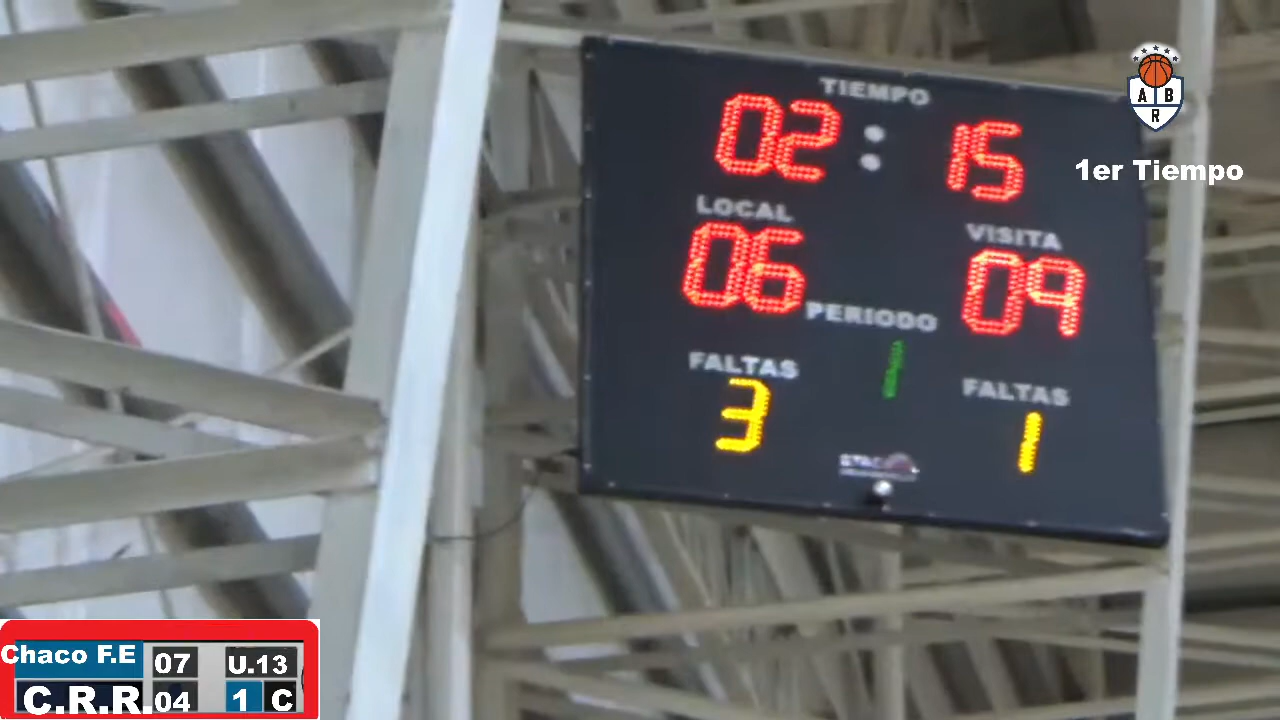 TIEMPO
02 : 15
LOCAL
VISITA
06
09
PERIODO
1
FALTAS
FALTAS
3
1
A B
R
1er Tiempo
Chaco F.E 07 U.13
C.R.R. 04 1 C